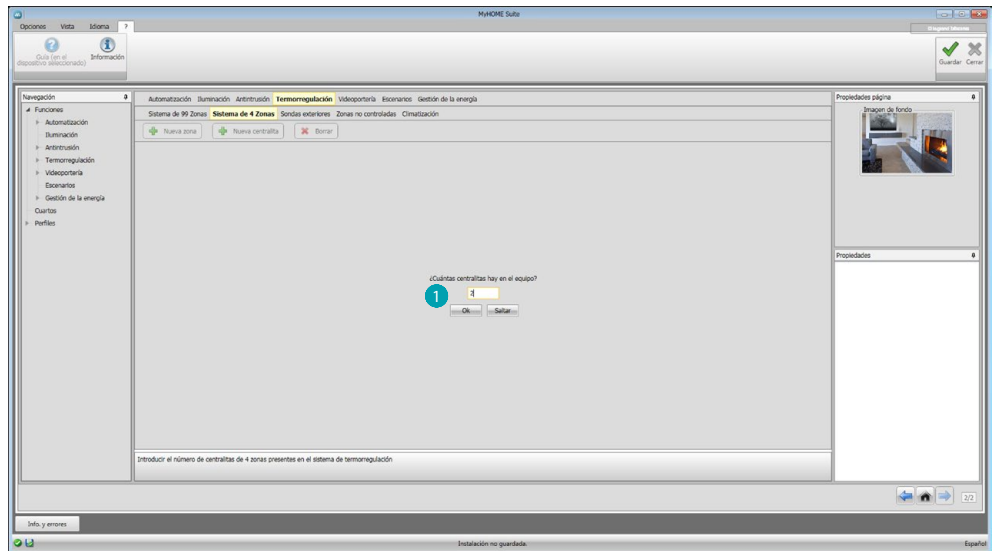 MyHOME Suite
Opciones Vista Idioma ?
Guía (en el dispositivo seleccionado)
Información
Guardar Cerrar
Navegación
Funciones
Automatización
Iluminación
Antintrusión
Termorregulación
Videoportería
Escenarios
Gestión de la energía
Cuartos
Perfiles
Automatización Iluminación Antintrusión Termorregulación Videoportería Escenarios Gestión de la energía
Sistema de 99 Zonas Sistema de 4 Zonas Sondas exteriores Zonas no controladas Climatización
Nueva zona Nueva centralita Borrar
¿Cuántas centralitas hay en el equipo?
1
2
Ok Saltar
Introducir el número de centralitas de 4 zonas presentes en el sistema de termorregulación
Propiedades página
Imagen de fondo
Propiedades
2/2
Info. y errores
Instalación no guardada.
Español